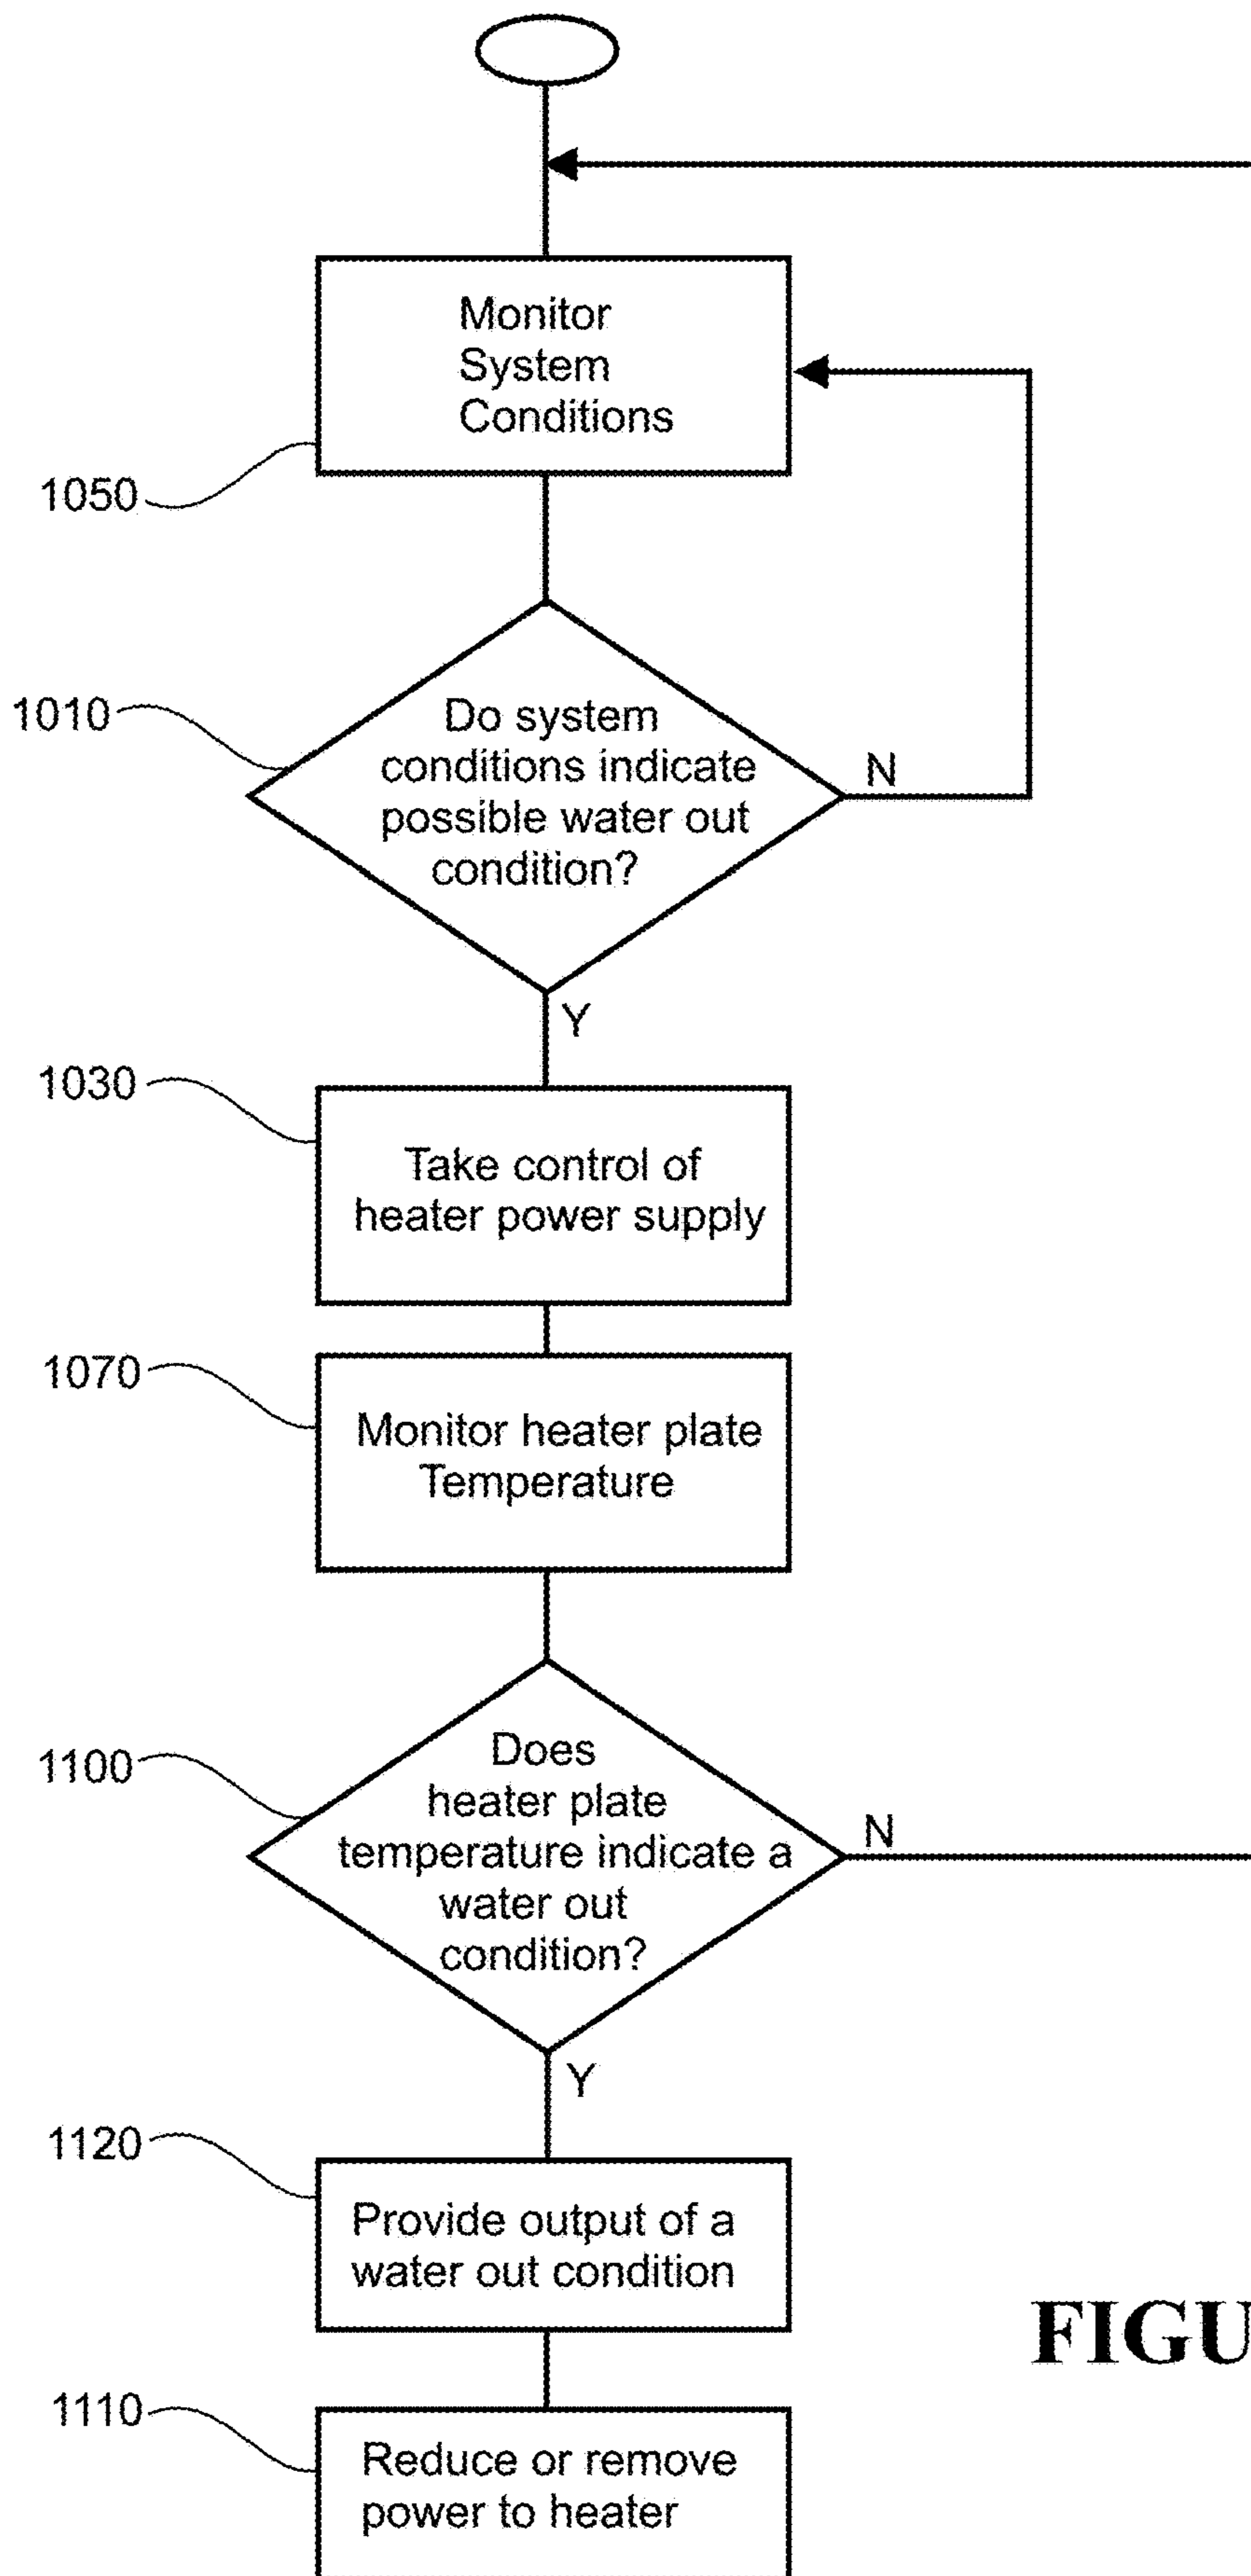 Monitor
System
Conditions
1050
1010
Do system
conditions indicate
possible water out
condition?
N
Y
1030
Take control of
heater power supply
1070
Monitor heater plate
Temperature
1100
Does
heater plate
temperature indicate a
water out
condition?
N
Y
1120
Provide output of a
water out condition
FIGU
1110
Reduce or remove
power to heater